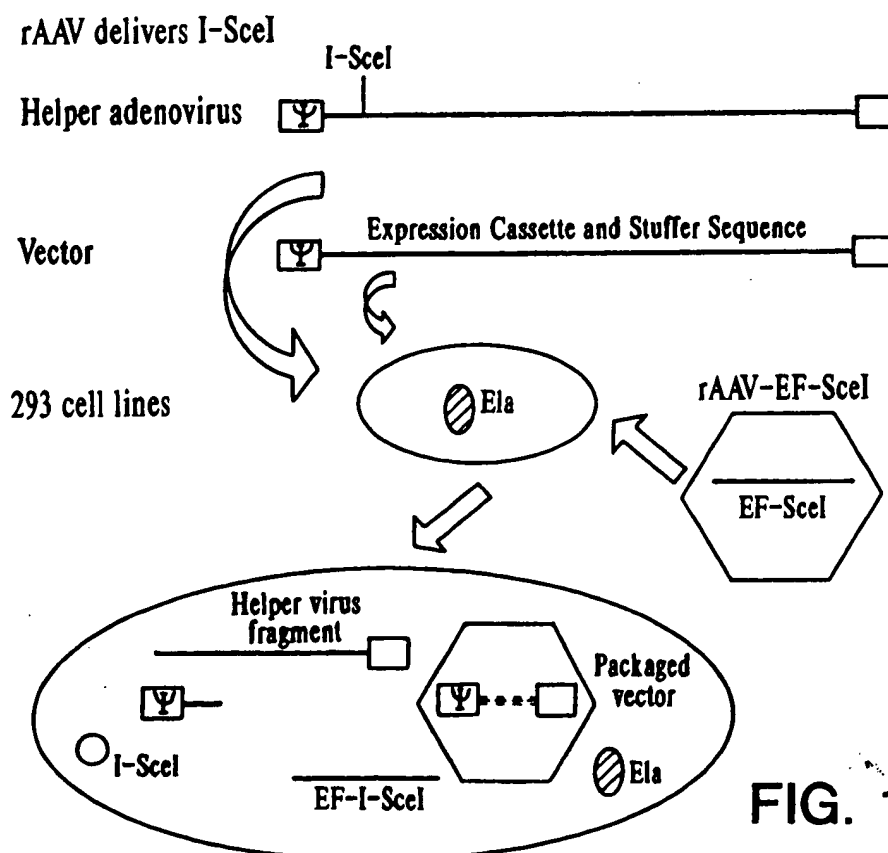 rAAV delivers I-SceI
I-SceI
Helper adenovirus
Ψ
Vector
Expression Cassette and Stuffer Sequence
Ψ
293 cell lines
Ela
rAAV-EF-SceI
EF-SceI
Helper virus
fragment
Packaged
vector
Ψ
Ψ
I-SceI
EF-I-SceI
Ela
FIG.